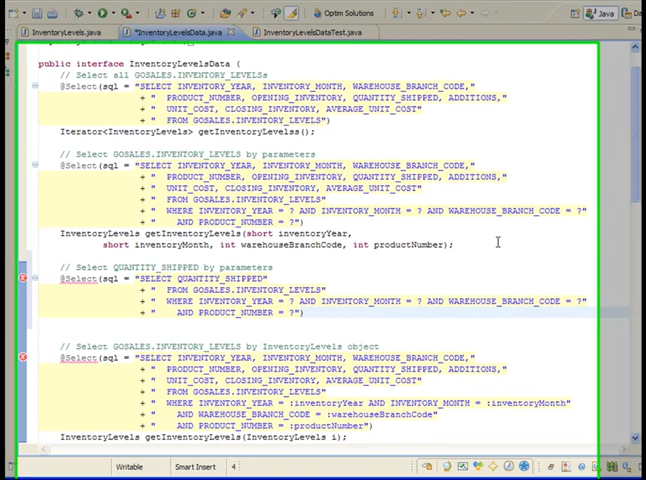 Optim Solutions
Java
Da
InventoryLevels.java
*InventoryLevelsData.java
InventoryLevelsDataTest.java
public interface InventoryLevelsData {
// Select all GOSALES.INVENTORY_LEVELSs
@Select(sql = "SELECT INVENTORY_YEAR, INVENTORY_MONTH, WAREHOUSE_BRANCH_CODE,"
+ " PRODUCT_NUMBER, OPENING_INVENTORY, QUANTITY_SHIPPED, ADDITIONS,"
+ " UNIT_COST, CLOSING_INVENTORY, AVERAGE_UNIT_COST"
+ " FROM GOSALES.INVENTORY_LEVELS")
Iterator<InventoryLevels> getInventoryLevelss();
// Select GOSALES.INVENTORY_LEVELS by parameters
@Select(sql = "SELECT INVENTORY_YEAR, INVENTORY_MONTH, WAREHOUSE_BRANCH_CODE,"
+ " PRODUCT_NUMBER, OPENING_INVENTORY, QUANTITY_SHIPPED, ADDITIONS,"
+ " UNIT_COST, CLOSING_INVENTORY, AVERAGE_UNIT_COST"
+ " FROM GOSALES.INVENTORY_LEVELS"
+ " WHERE INVENTORY_YEAR = ? AND INVENTORY_MONTH = ? AND WAREHOUSE_BRANCH_CODE = ?"
+ " AND PRODUCT_NUMBER = ?")
InventoryLevels getInventoryLevels(short inventoryYear,
short inventoryMonth, int warehouseBranchCode, int productNumber);
// Select QUANTITY_SHIPPED by parameters
@Select(sql = "SELECT QUANTITY_SHIPPED"
+ " FROM GOSALES.INVENTORY_LEVELS"
+ " WHERE INVENTORY_YEAR = ? AND INVENTORY_MONTH = ? AND WAREHOUSE_BRANCH_CODE = ?"
+ " AND PRODUCT_NUMBER = ?")
// Select GOSALES.INVENTORY_LEVELS by InventoryLevels object
@Select(sql = "SELECT INVENTORY_YEAR, INVENTORY_MONTH, WAREHOUSE_BRANCH_CODE,"
+ " PRODUCT_NUMBER, OPENING_INVENTORY, QUANTITY_SHIPPED, ADDITIONS,"
+ " UNIT_COST, CLOSING_INVENTORY, AVERAGE_UNIT_COST"
+ " FROM GOSALES.INVENTORY_LEVELS"
+ " WHERE INVENTORY_YEAR = :inventoryYear AND INVENTORY_MONTH = :inventoryMonth"
+ " AND WAREHOUSE_BRANCH_CODE = :warehouseBranchCode"
+ " AND PRODUCT_NUMBER = :productNumber")
InventoryLevels getInventoryLevels(InventoryLevels i);
Writable
Smart Insert
4